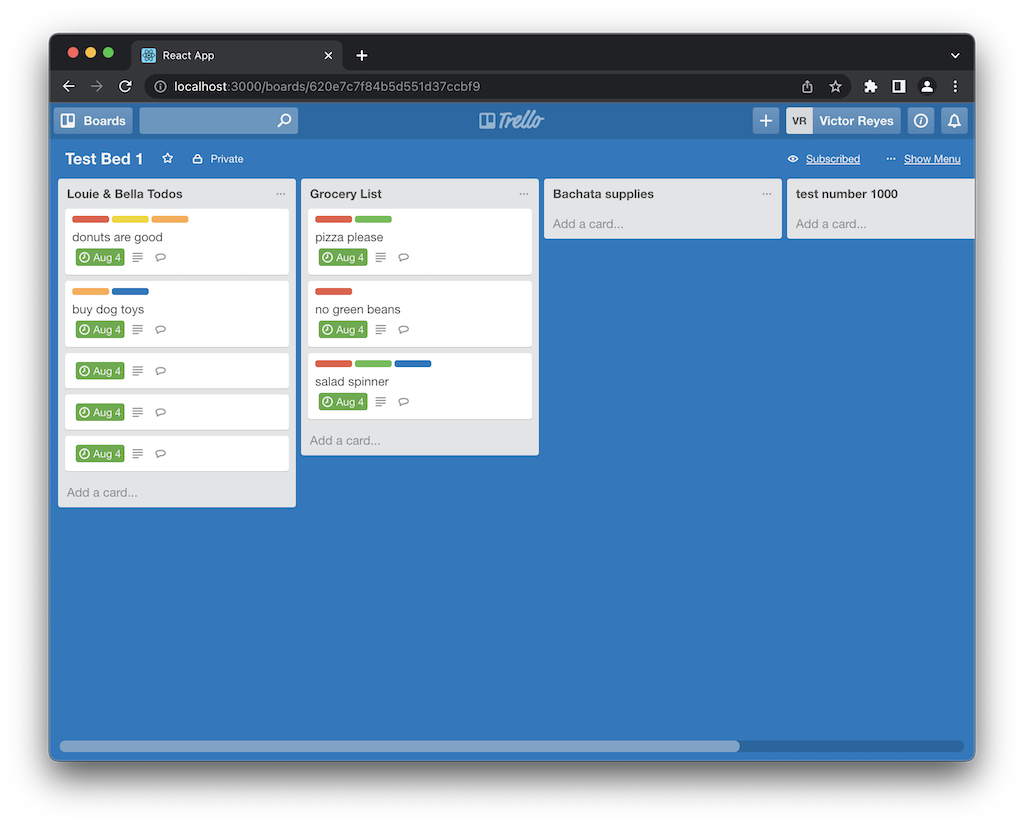 React App
localhost:3000/boards/620e7c7f84b5d551d37ccbf9
Boards
Trello
VR Victor Reyes
Test Bed 1
Private
Subscribed
... Show Menu
Louie & Bella Todos ...
donuts are good
Aug 4
buy dog toys
Aug 4
Aug 4
Aug 4
Aug 4
Add a card...
Grocery List ...
pizza please
Aug 4
no green beans
Aug 4
salad spinner
Aug 4
Add a card...
Bachata supplies ...
Add a card...
test number 1000
Add a card...